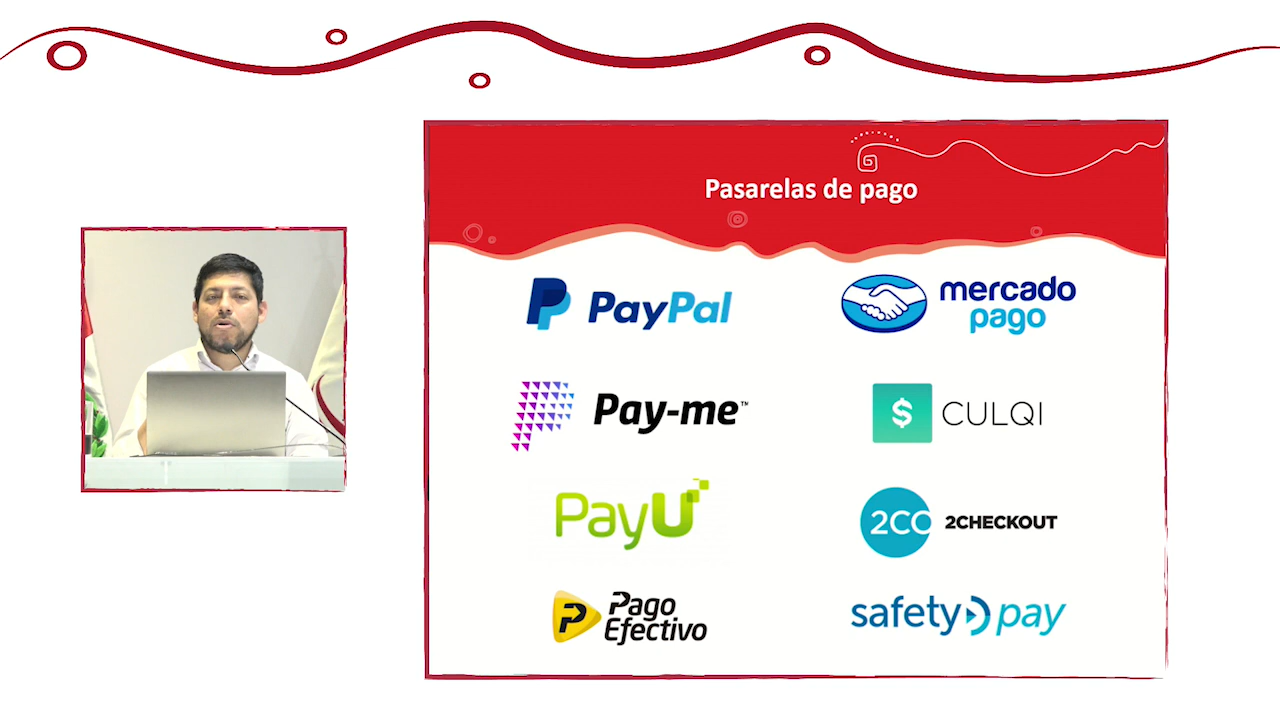 Pasarelas de pago
PayPal
mercado
pago
Pay-me™
$ CULQI
PayU
2CO 2CHECKOUT
Pago
Efectivo
safety pay